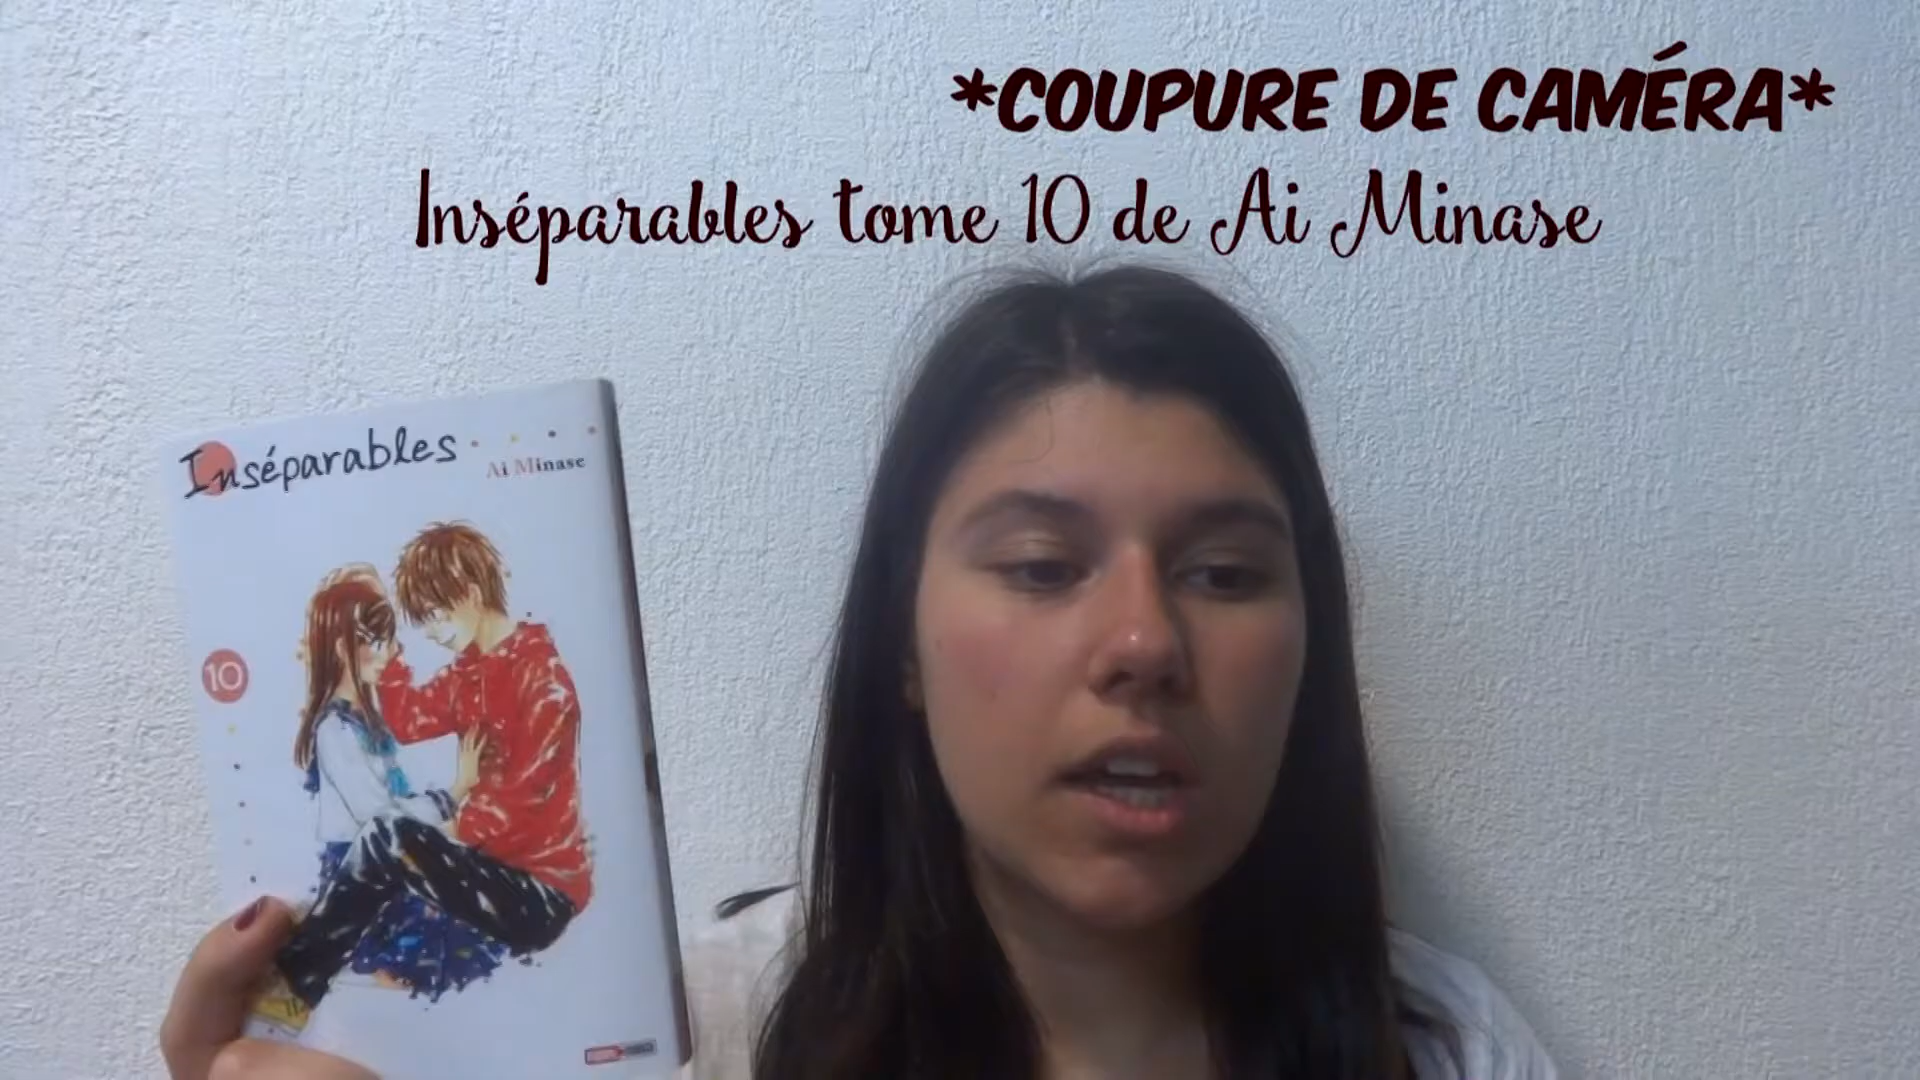 *COUPURE DE CAMÉRA*
Inséparables tome 10 de Ai Minase
Inséparables
Ai Minase
10